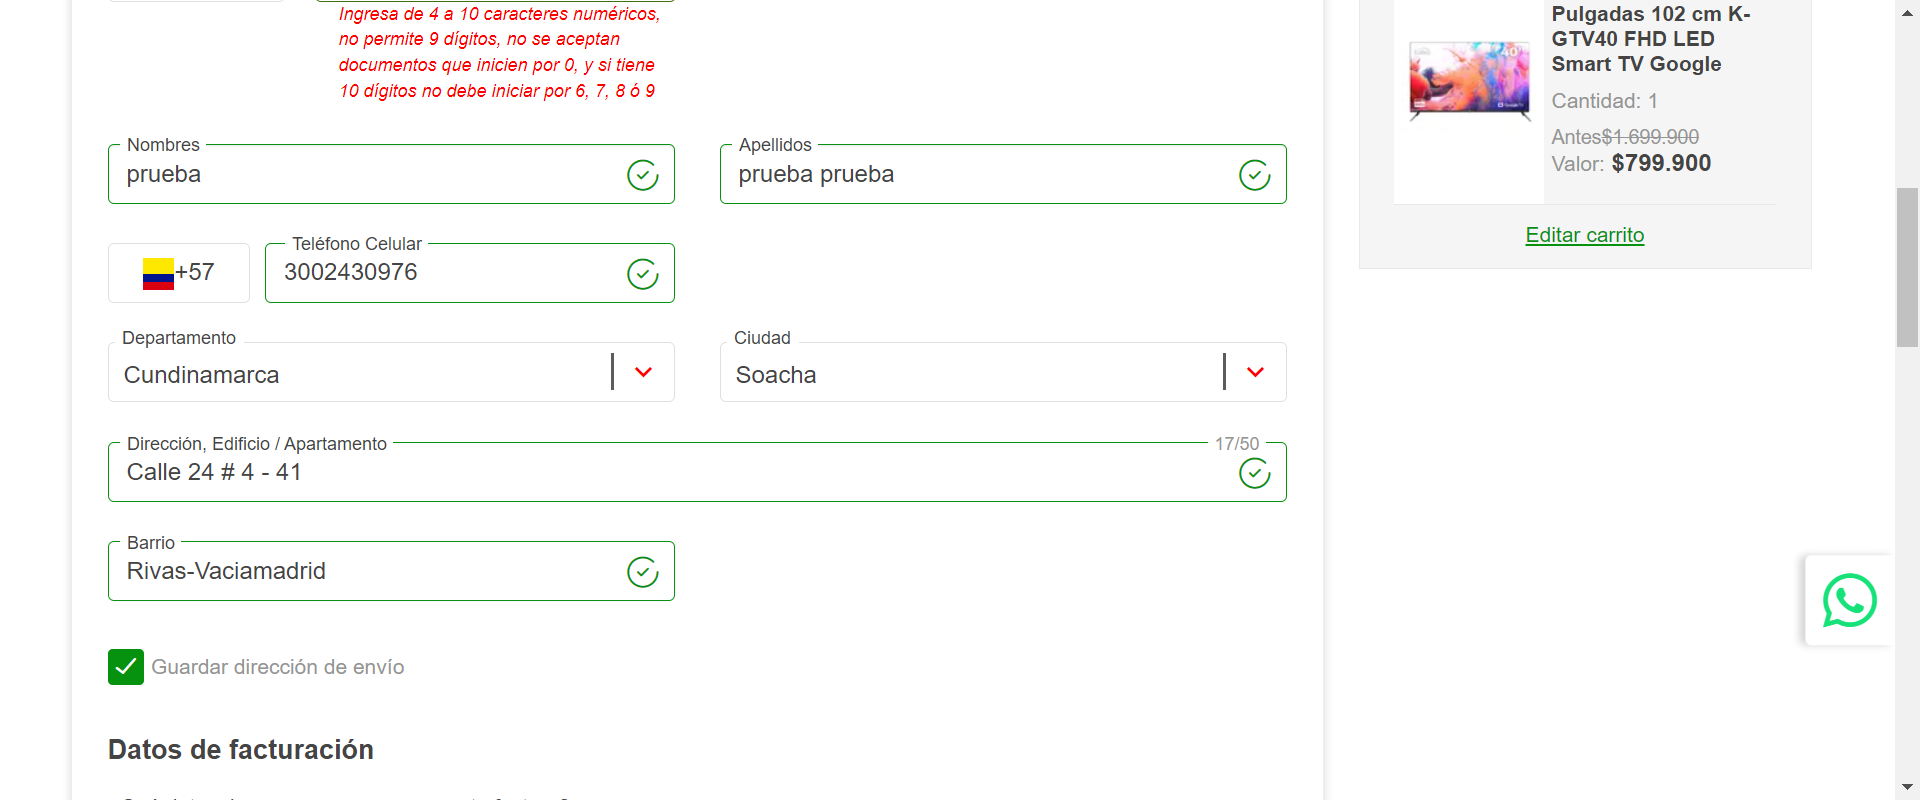 Ingresa de 4 a 10 caracteres numéricos,
no permite 9 dígitos, no se aceptan
documentos que inicien por 0, y si tiene
10 dígitos no debe iniciar por 6, 7, 8 ó 9
Nombres
prueba
Apellidos
prueba prueba
+57
Teléfono Celular
3002430976
Departamento
Cundinamarca
Ciudad
Soacha
Dirección, Edificio / Apartamento
17/50
Calle 24 # 4 - 41
Barrio
Rivas-Vaciamadrid
Guardar dirección de envío
Datos de facturación
Pulgadas 102 cm K-
GTV40 FHD LED
Smart TV Google
Cantidad: 1
Antes$1.699.900
Valor: $799.900
Editar carrito